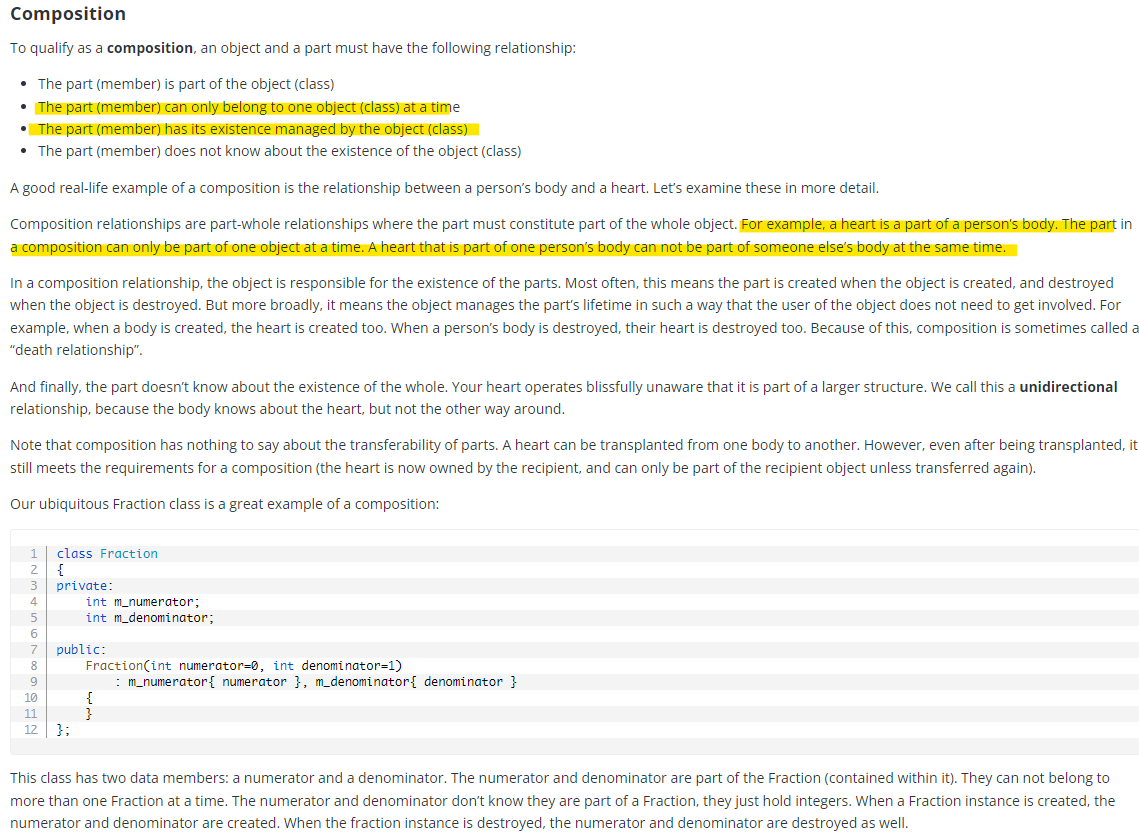 Composition
To qualify as a composition, an object and a part must have the following relationship:
• The part (member) is part of the object (class)
• The part (member) can only belong to one object (class) at a time
• The part (member) has its existence managed by the object (class)
• The part (member) does not know about the existence of the object (class)
A good real-life example of a composition is the relationship between a person’s body and a heart. Let’s examine these in more detail.
Composition relationships are part-whole relationships where the part must constitute part of the whole object. For example, a heart is a part of a person’s body. The part in
a composition can only be part of one object at a time. A heart that is part of one person’s body can not be part of someone else’s body at the same time.
In a composition relationship, the object is responsible for the existence of the parts. Most often, this means the part is created when the object is created, and destroyed
when the object is destroyed. But more broadly, it means the object manages the part’s lifetime in such a way that the user of the object does not need to get involved. For
example, when a body is created, the heart is created too. When a person’s body is destroyed, their heart is destroyed too. Because of this, composition is sometimes called a
“death relationship”.
And finally, the part doesn’t know about the existence of the whole. Your heart operates blissfully unaware that it is part of a larger structure. We call this a unidirectional
relationship, because the body knows about the heart, but not the other way around.
Note that composition has nothing to say about the transferability of parts. A heart can be transplanted from one body to another. However, even after being transplanted, it
still meets the requirements for a composition (the heart is now owned by the recipient, and can only be part of the recipient object unless transferred again).
Our ubiquitous Fraction class is a great example of a composition:
1 class Fraction
2 {
3 private:
4     int m_numerator;
5     int m_denominator;
6
7 public:
8     Fraction(int numerator=0, int denominator=1)
9         : m_numerator{ numerator }, m_denominator{ denominator }
10     {
11     }
12 };
This class has two data members: a numerator and a denominator. The numerator and denominator are part of the Fraction (contained within it). They can not belong to
more than one Fraction at a time. The numerator and denominator don’t know they are part of a Fraction, they just hold integers. When a Fraction instance is created, the
numerator and denominator are created. When the fraction instance is destroyed, the numerator and denominator are destroyed as well.